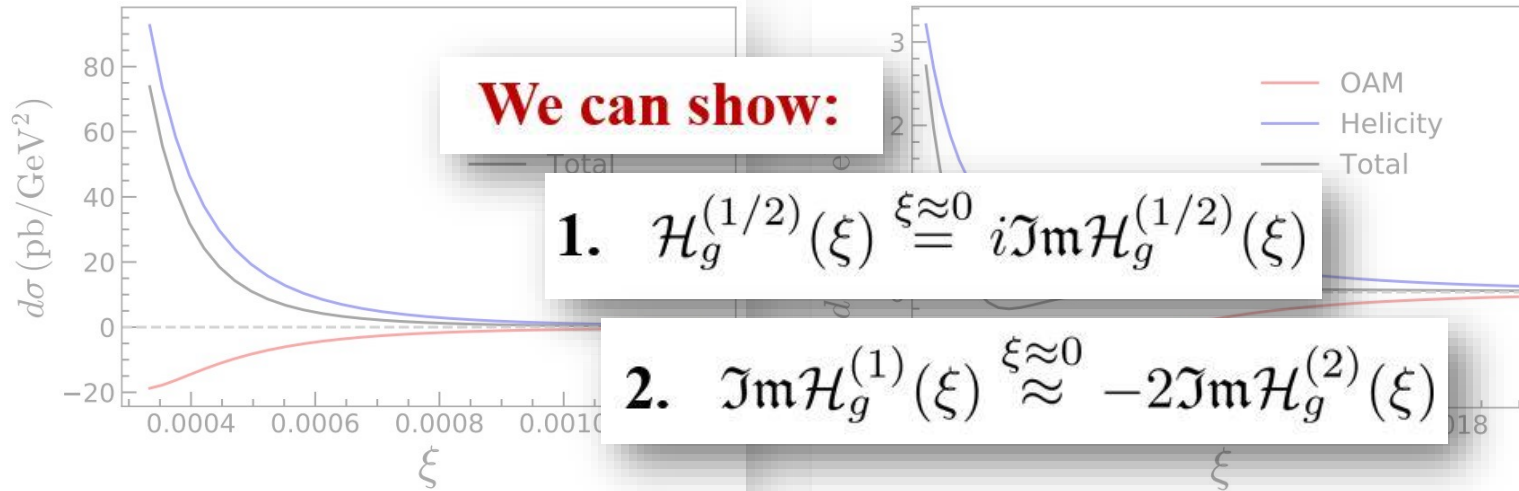 80
60
40
20
0
−20
dσ (pb/GeV²)
0.0004 0.0006 0.0008 0.0010
ξ
Total
3
2
OAM
Helicity
Total
018
ξ
We can show:
1. ℋ_g^{(1/2)}(ξ) \overset{ξ≈0}{=} iℑmℋ_g^{(1/2)}(ξ)
2. ℑmℋ_g^{(1)}(ξ) \overset{ξ≈0}{≈} −2ℑmℋ_g^{(2)}(ξ)